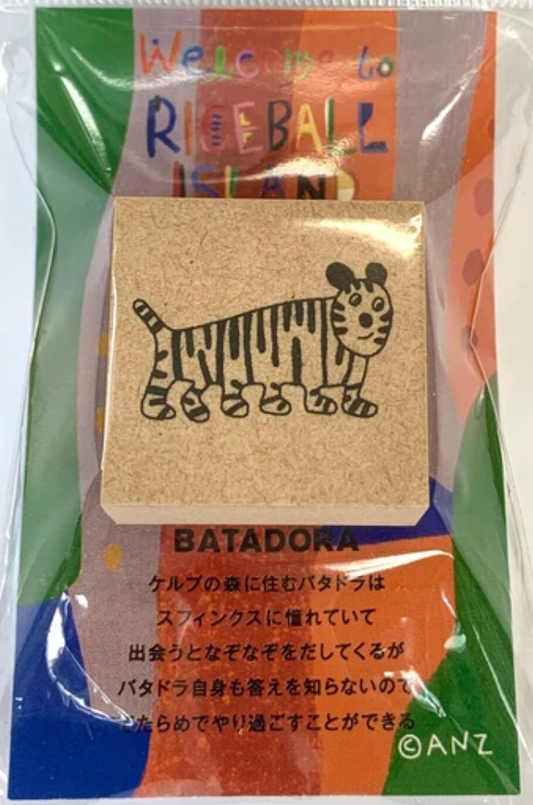 Welcome to
RICEBALL
ISLAND
BATADORA
ケルプの森に住むバタドラは
スフィンクスに憧れていて
出会うとなぞなぞをだしてくるが
バタドラ自身も答えを知らないので
でたらめでやり過ごすことができる
©ANZ